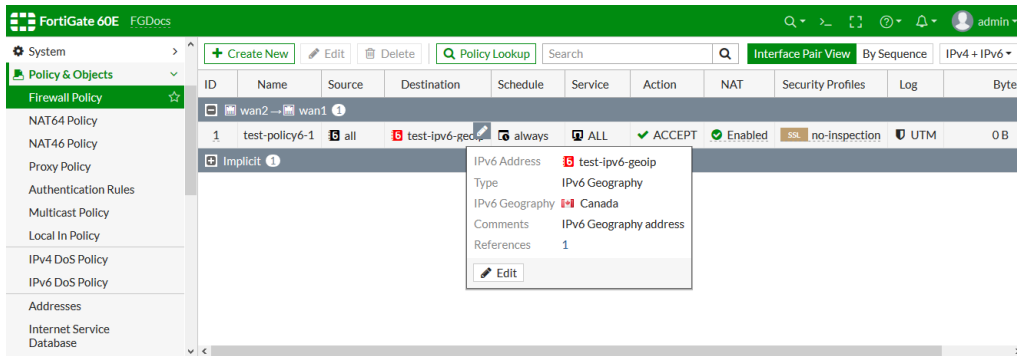 FortiGate 60E FGDocs
admin
System
Create New Edit Delete Policy Lookup Search Interface Pair View By Sequence IPv4 + IPv6
Policy & Objects
Firewall Policy
NAT64 Policy
NAT46 Policy
Proxy Policy
Authentication Rules
Multicast Policy
Local In Policy
IPv4 DoS Policy
IPv6 DoS Policy
Addresses
Internet Service
Database
ID Name Source Destination Schedule Service Action NAT Security Profiles Log Byte
wan2 → wan1 1
1 test-policy6-1 6 all 6 test-ipv6-geoip always ALL ACCEPT Enabled SSL no-inspection UTM 0 B
Implicit 1
IPv6 Address 6 test-ipv6-geoip
Type IPv6 Geography
IPv6 Geography Canada
Comments IPv6 Geography address
References 1
Edit